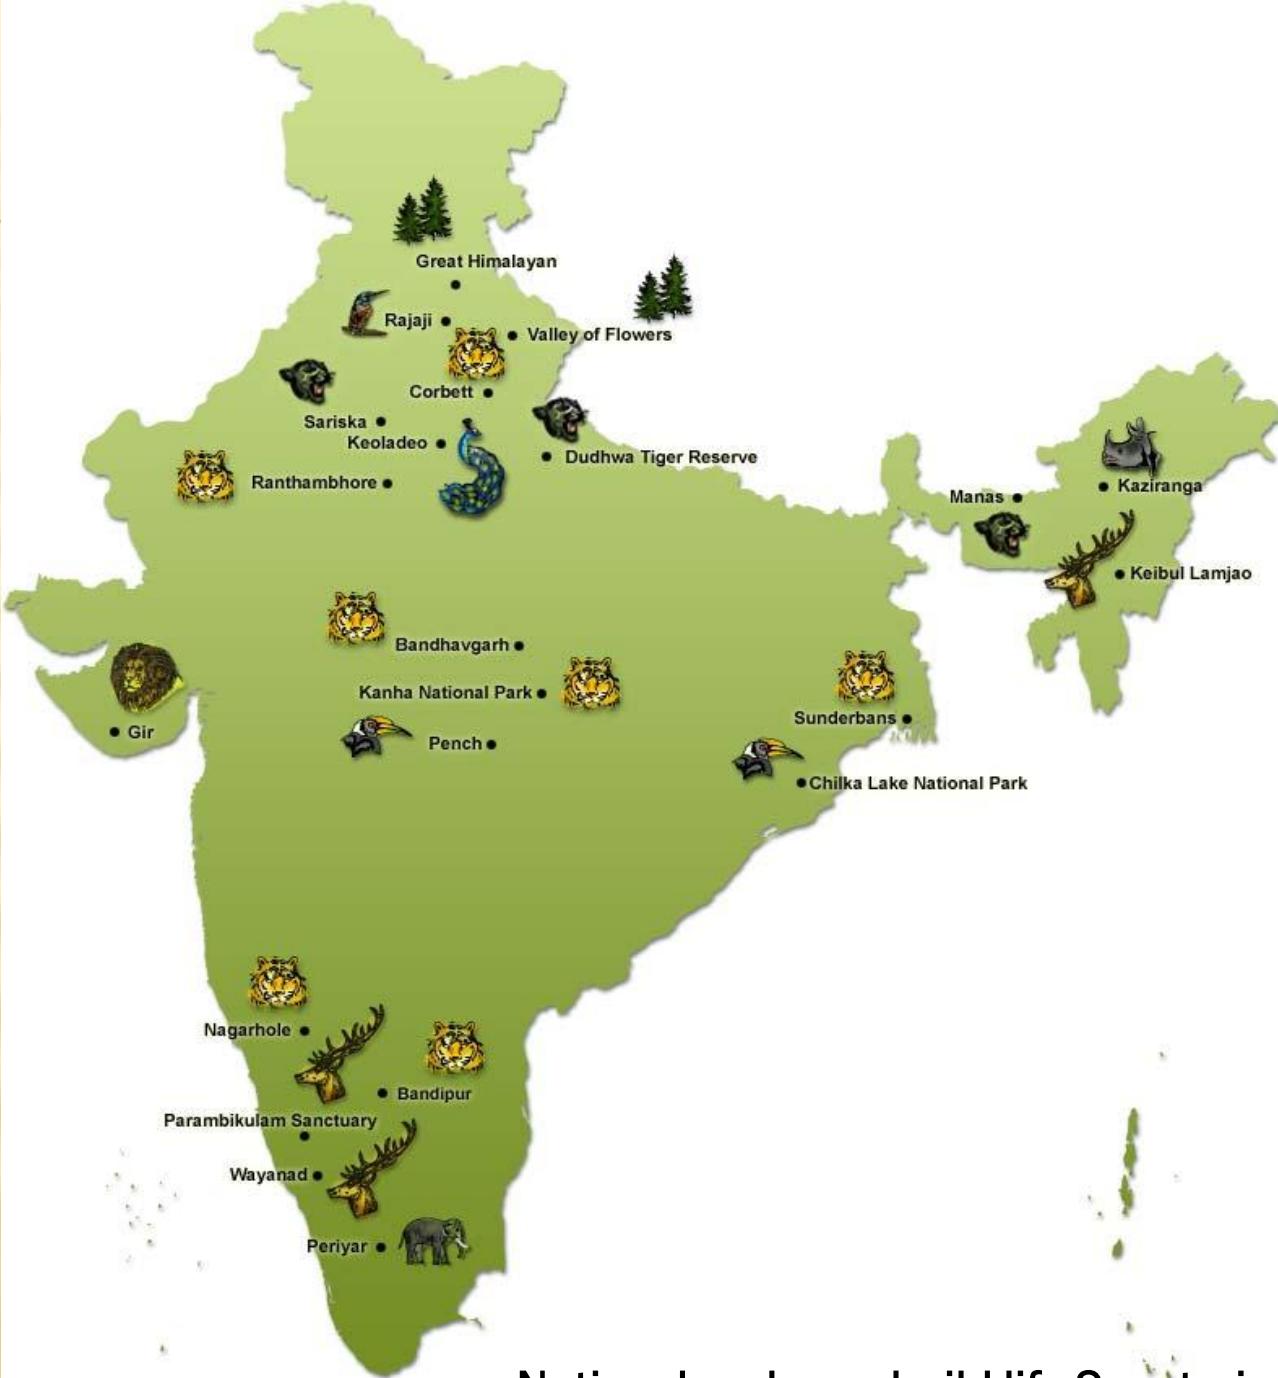 Great Himalayan
Rajaji
Valley of Flowers
Corbett
Sariska
Keoladeo
Dudhwa Tiger Reserve
Ranthambhore
Manas
Kaziranga
Keibul Lamjao
Bandhavgarh
Kanha National Park
Sunderbans
Gir
Pench
Chilka Lake National Park
Nagarhole
Bandipur
Parambikulam Sanctuary
Wayanad
Periyar